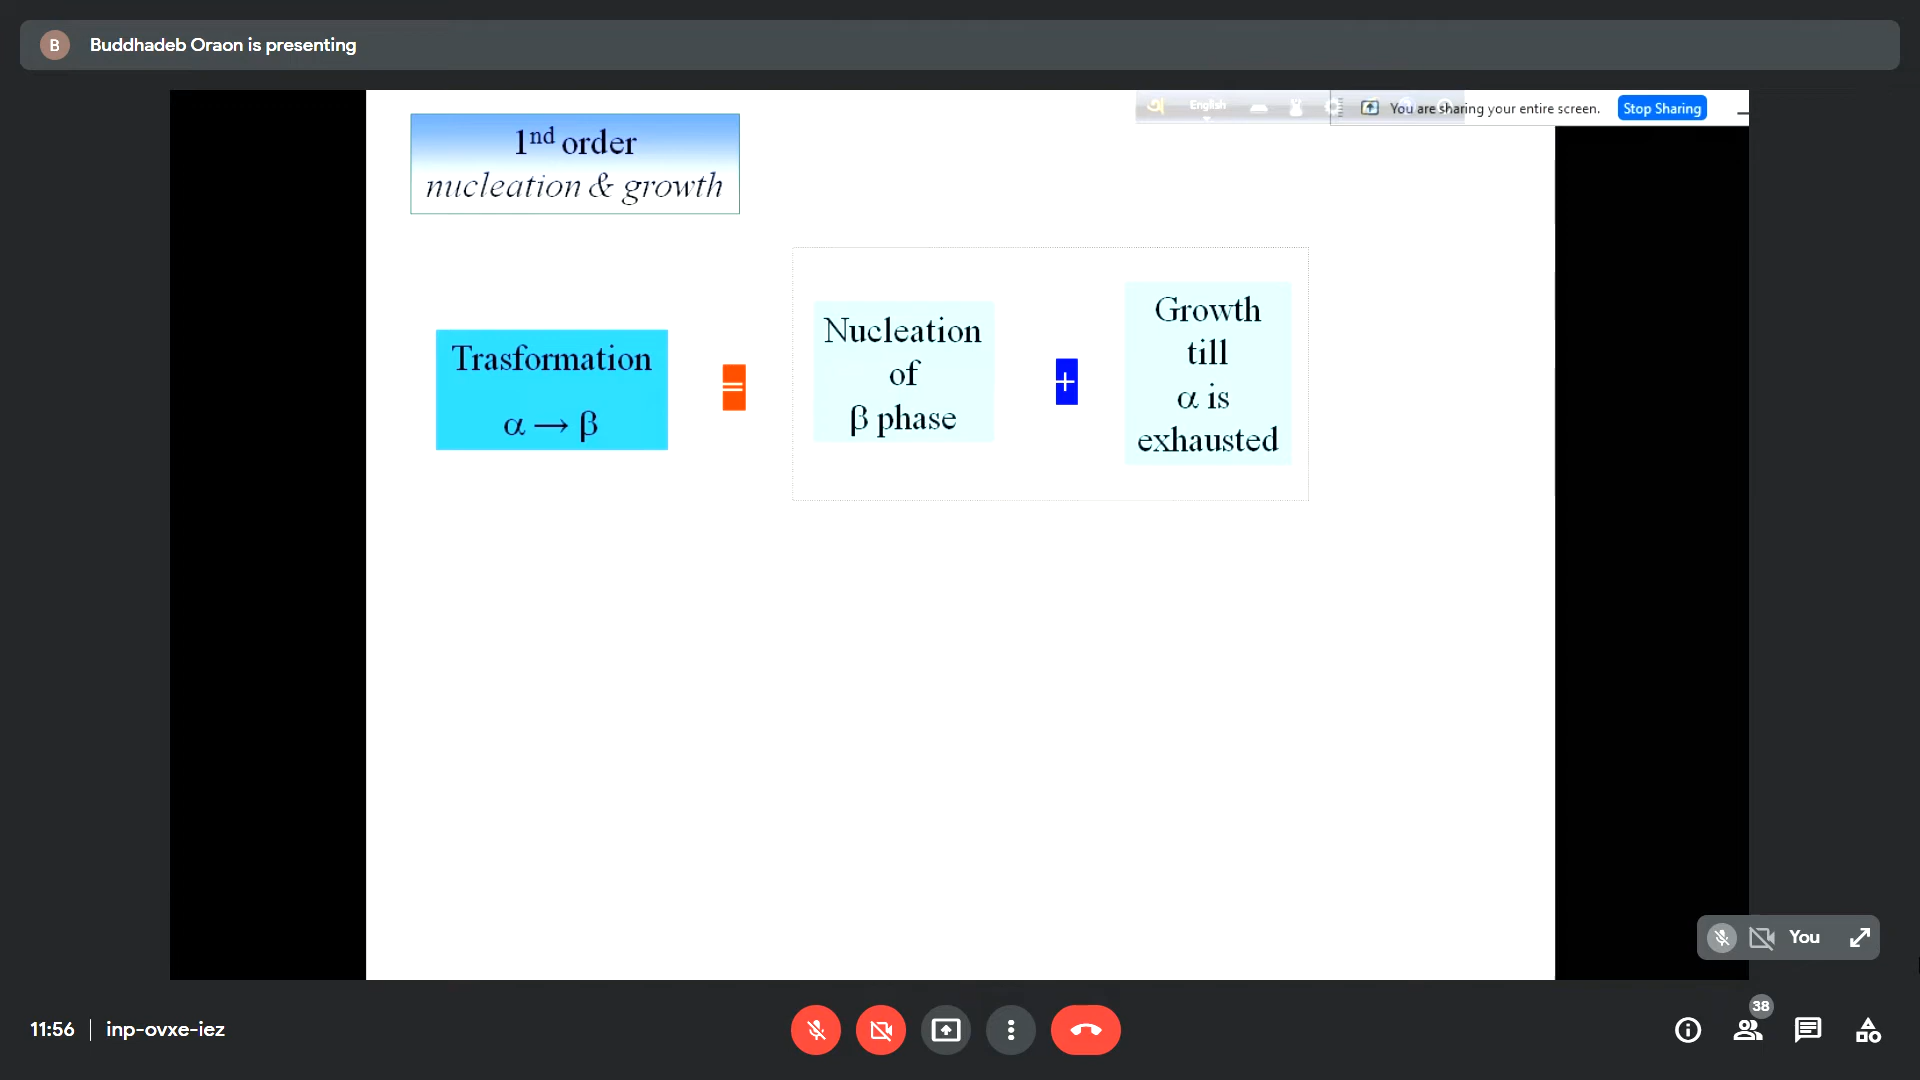 B
Buddhadeb Oraon is presenting
English
You are sharing your entire screen.
Stop Sharing
1nd order
nucleation & growth
Trasformation
α → β
=
Nucleation
of
β phase
+
Growth
till
α is
exhausted
You
11:56 | inp-ovxe-iez
38